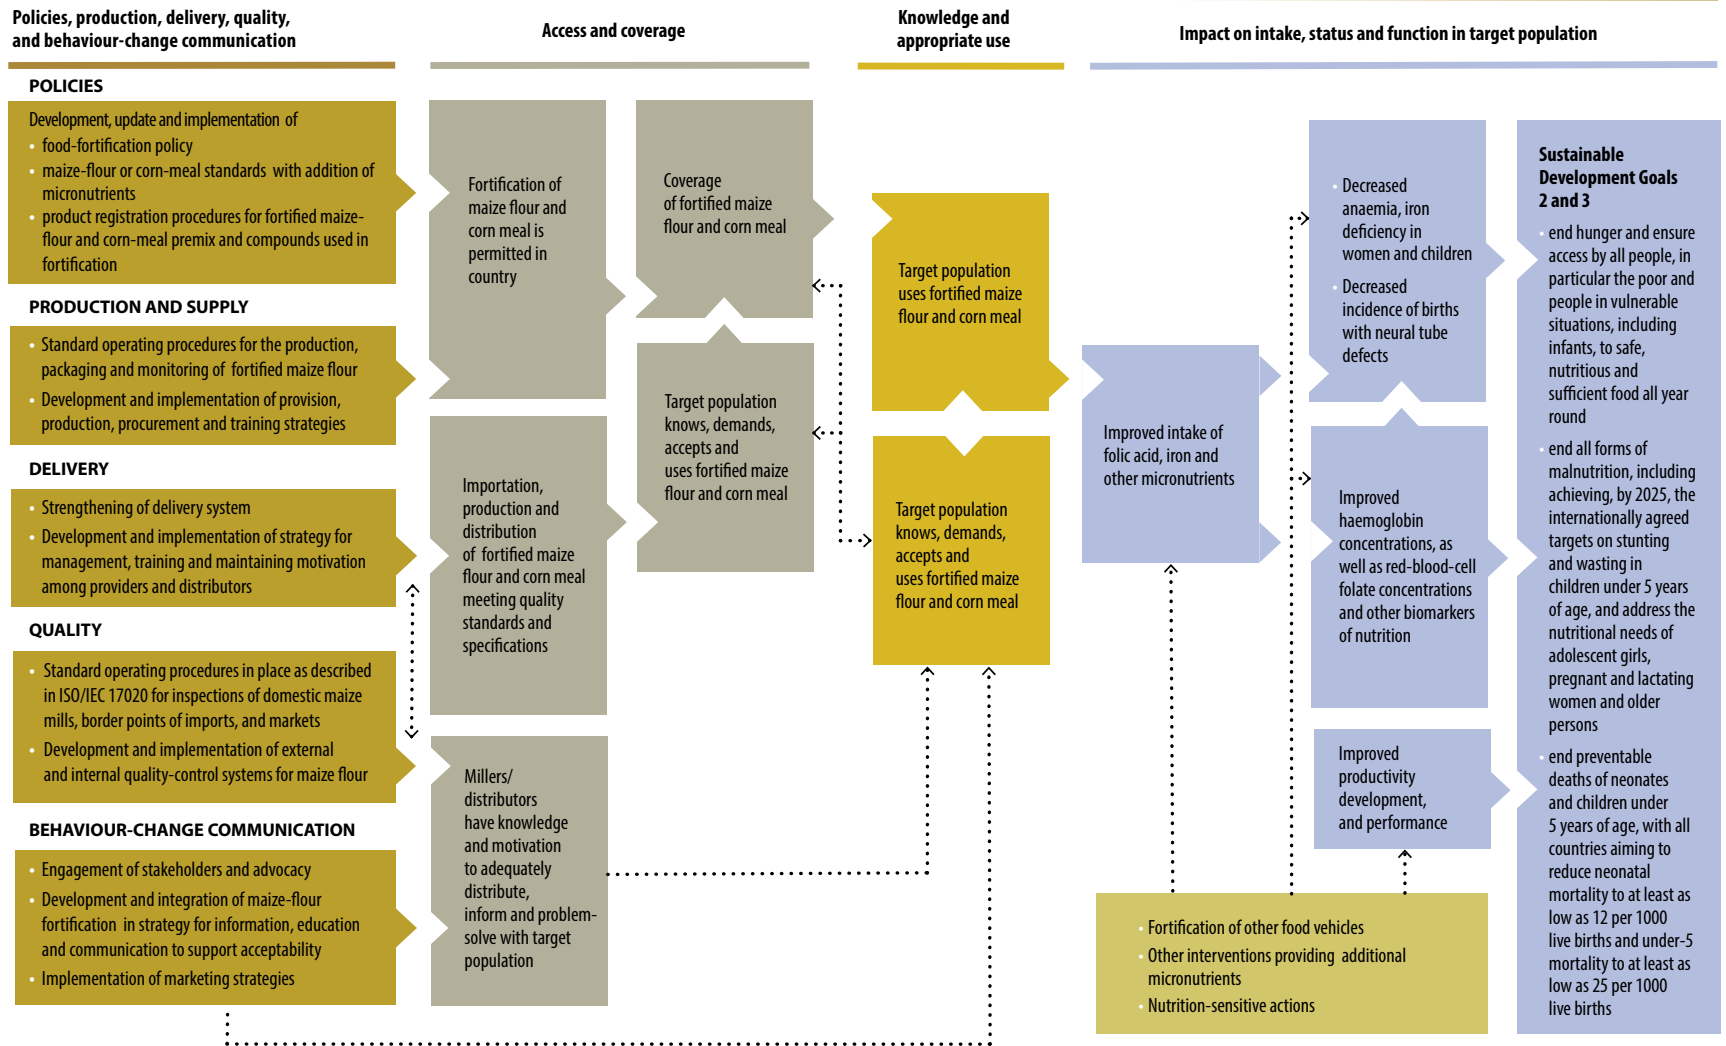 Policies, production, delivery, quality,
and behaviour-change communication
Access and coverage
Knowledge and
appropriate use
Impact on intake, status and function in target population
POLICIES
Development, update and implementation of
• food-fortification policy
• maize-flour or corn-meal standards with addition of
micronutrients
• product registration procedures for fortified maize-
flour and corn-meal premix and compounds used in
fortification
PRODUCTION AND SUPPLY
• Standard operating procedures for the production,
packaging and monitoring of fortified maize flour
• Development and implementation of provision,
production, procurement and training strategies
DELIVERY
• Strengthening of delivery system
• Development and implementation of strategy for
management, training and maintaining motivation
among providers and distributors
QUALITY
• Standard operating procedures in place as described
in ISO/IEC 17020 for inspections of domestic maize
mills, border points of imports, and markets
• Development and implementation of external
and internal quality-control systems for maize flour
BEHAVIOUR-CHANGE COMMUNICATION
• Engagement of stakeholders and advocacy
• Development and integration of maize-flour
fortification in strategy for information, education
and communication to support acceptability
• Implementation of marketing strategies
Fortification of
maize flour and
corn meal is
permitted in
country
Importation,
production and
distribution
of fortified maize
flour and corn meal
meeting quality
standards and
specifications
Millers/
distributors
have knowledge
and motivation
to adequately
distribute,
inform and problem-
solve with target
population
Coverage
of fortified maize
flour and corn meal
Target population
knows, demands,
accepts and
uses fortified maize
flour and corn meal
Target population
uses fortified maize
flour and corn meal
Target population
knows, demands,
accepts and
uses fortified maize
flour and corn meal
Improved intake of
folic acid, iron and
other micronutrients
• Decreased
anaemia, iron
deficiency in
women and children
• Decreased
incidence of births
with neural tube
defects
Improved
haemoglobin
concentrations, as
well as red-blood-cell
folate concentrations
and other biomarkers
of nutrition
Improved
productivity
development,
and performance
• Fortification of other food vehicles
• Other interventions providing additional
micronutrients
• Nutrition-sensitive actions
Sustainable
Development Goals
2 and 3
• end hunger and ensure
access by all people, in
particular the poor and
people in vulnerable
situations, including
infants, to safe,
nutritious and
sufficient food all year
round
• end all forms of
malnutrition, including
achieving, by 2025, the
internationally agreed
targets on stunting
and wasting in
children under 5 years
of age, and address the
nutritional needs of
adolescent girls,
pregnant and lactating
women and older
persons
• end preventable
deaths of neonates
and children under
5 years of age, with all
countries aiming to
reduce neonatal
mortality to at least as
low as 12 per 1000
live births and under-5
mortality to at least as
low as 25 per 1000
live births